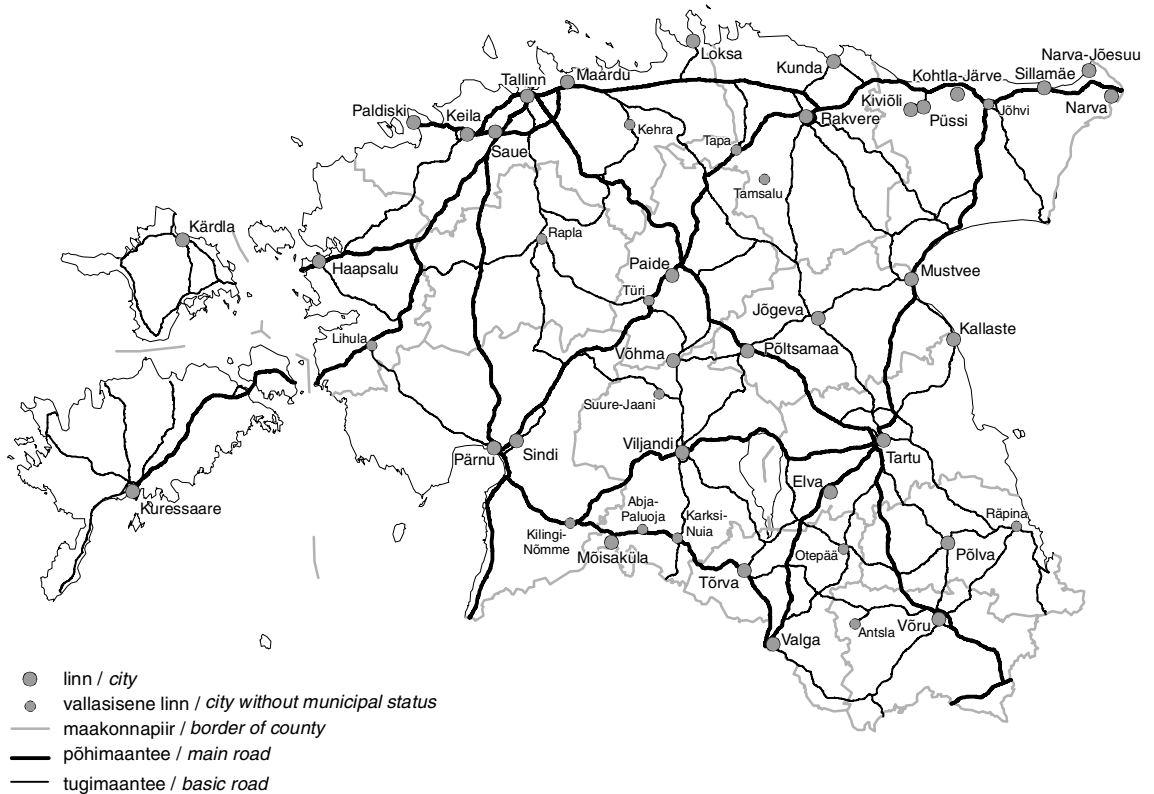 Loksa
Narva-Jõesuu
Kunda
Kohtla-Järve
Sillamäe
Tallinn
Maardu
Paldiski
Keila
Kiviõli
Jõhvi
Narva
Püssi
Rakvere
Kehra
Tapa
Saue
Tamsalu
Kärdla
Rapla
Paide
Haapsalu
Mustvee
Türi
Jõgeva
Kallaste
Lihula
Võhma
Põltsamaa
Suure-Jaani
Viljandi
Sindi
Pärnu
Tartu
Elva
Kuressaare
Abja-
Paluoja
Karksi-
Nuia
Räpina
Kilingi-
Nõmme
Mõisaküla
Otepää
Põlva
Tõrva
Antsla
Võru
Valga
linn / city
vallasisene linn / city without municipal status
maakonnapiir / border of county
põhimaantee / main road
tugimaantee / basic road